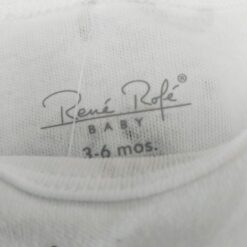 René Rofé®
BABY
3-6 mos.